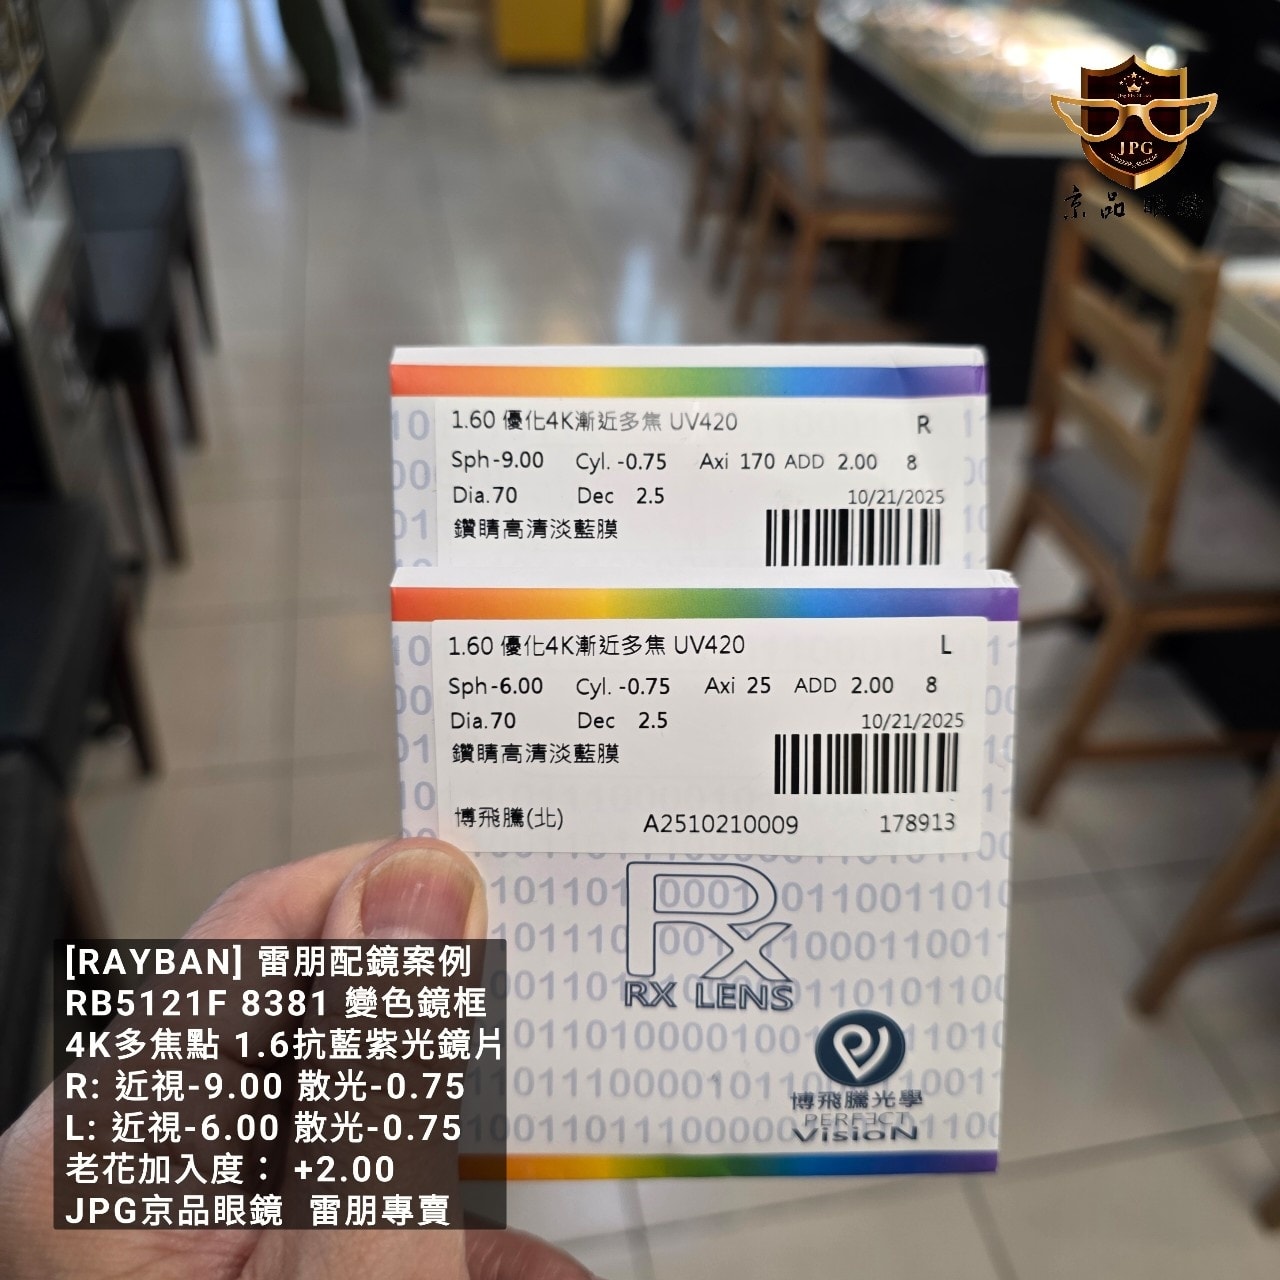 JPG
京品眼鏡
1.60 優化4K漸近多焦 UV420 R
Sph-9.00 Cyl. -0.75 Axi 170 ADD 2.00 8
Dia.70 Dec 2.5 10/21/2025
鑽睛高清淡藍膜
1.60 優化4K漸近多焦 UV420 L
Sph-6.00 Cyl. -0.75 Axi 25 ADD 2.00 8
Dia.70 Dec 2.5 10/21/2025
鑽睛高清淡藍膜
博飛騰(北) A2510210009 178913
Rx
RX LENS
博飛騰光學
PERFECT
VisioN
[RAYBAN] 雷朋配鏡案例
RB5121F 8381 變色鏡框
4K多焦點 1.6抗藍紫光鏡片
R: 近視-9.00 散光-0.75
L: 近視-6.00 散光-0.75
老花加入度： +2.00
JPG京品眼鏡 雷朋專賣